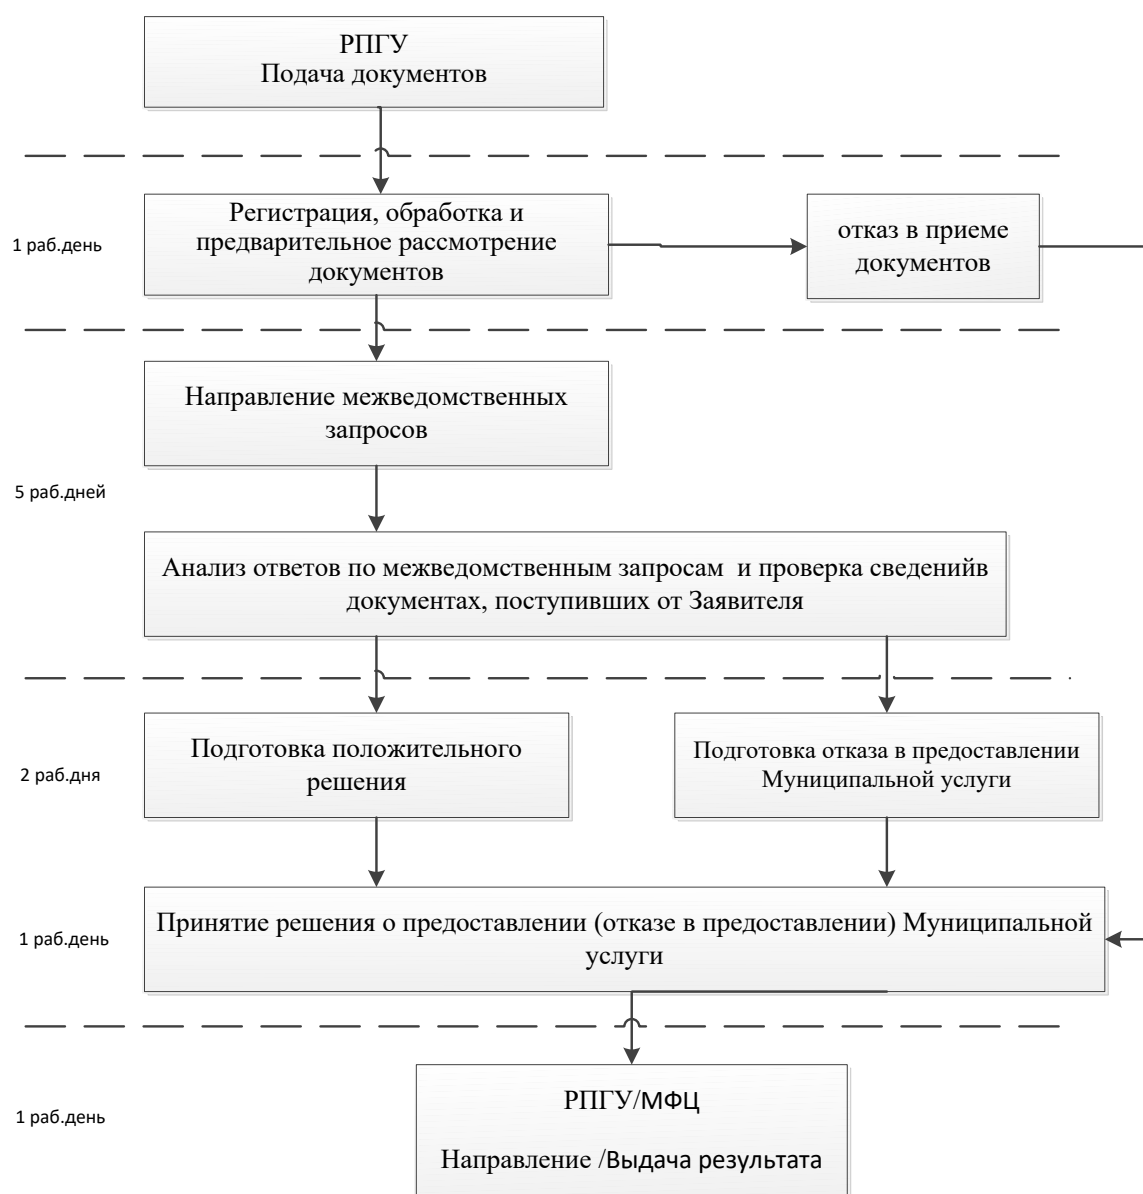 РПГУ
Подача документов
1 раб.день
Регистрация, обработка и
предварительное рассмотрение
документов
отказ в приеме
документов
Направление межведомственных
запросов
5 раб.дней
Анализ ответов по межведомственным запросам и проверка сведенийв
документах, поступивших от Заявителя
2 раб.дня
Подготовка положительного
решения
Подготовка отказа в предоставлении
Муниципальной услуги
1 раб.день
Принятие решения о предоставлении (отказе в предоставлении) Муниципальной
услуги
1 раб.день
РПГУ/МФЦ
Направление /Выдача результата